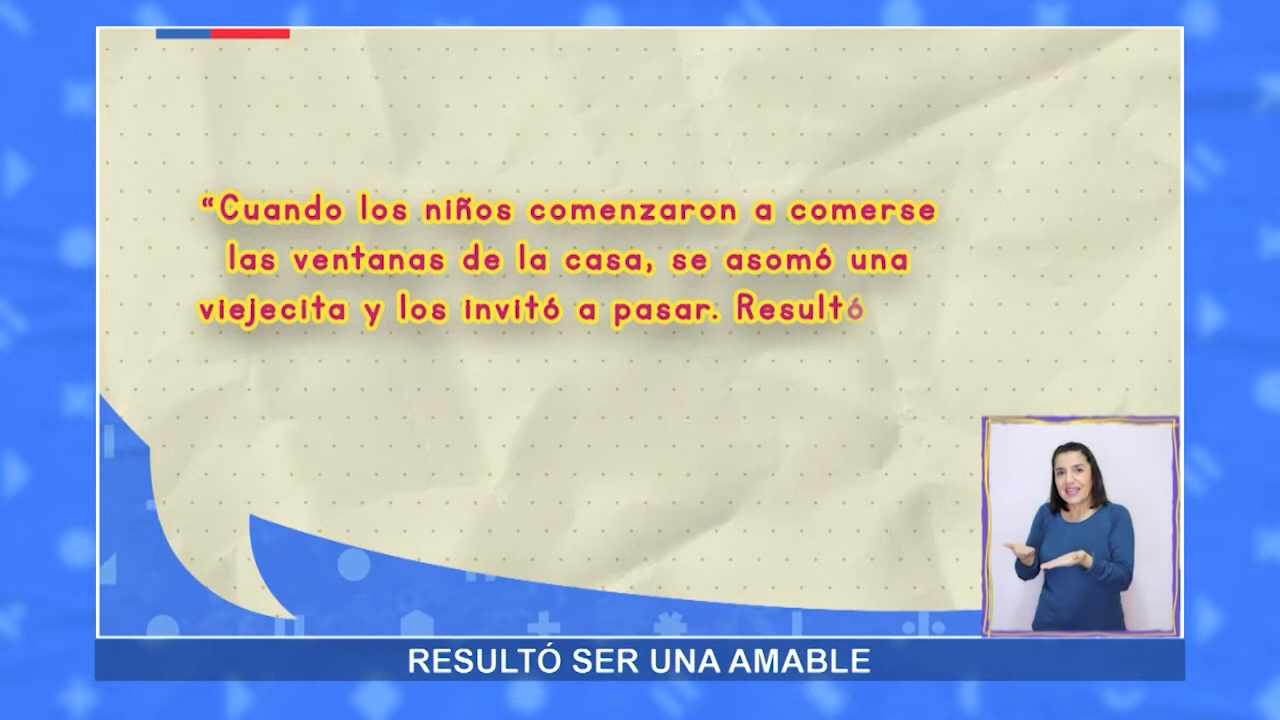 “Cuando los niños comenzaron a comerse
las ventanas de la casa, se asomó una
viejecita y los invitó a pasar. Resultó
RESULTÓ SER UNA AMABLE